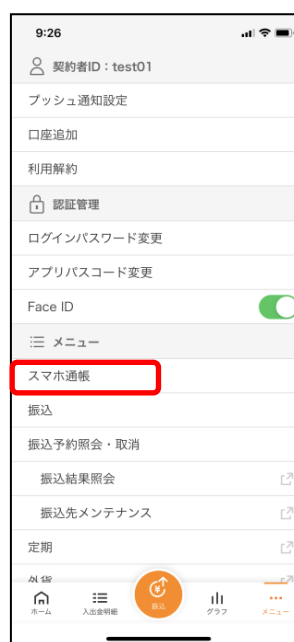 9:26
契約者ID：test01
プッシュ通知設定
口座追加
利用解約
認証管理
ログインパスワード変更
アプリパスコード変更
Face ID
メニュー
スマホ通帳
振込
振込予約照会・取消
振込結果照会
振込先メンテナンス
定期
外貨
ホーム
入出金明細
振込
グラフ
メニュー